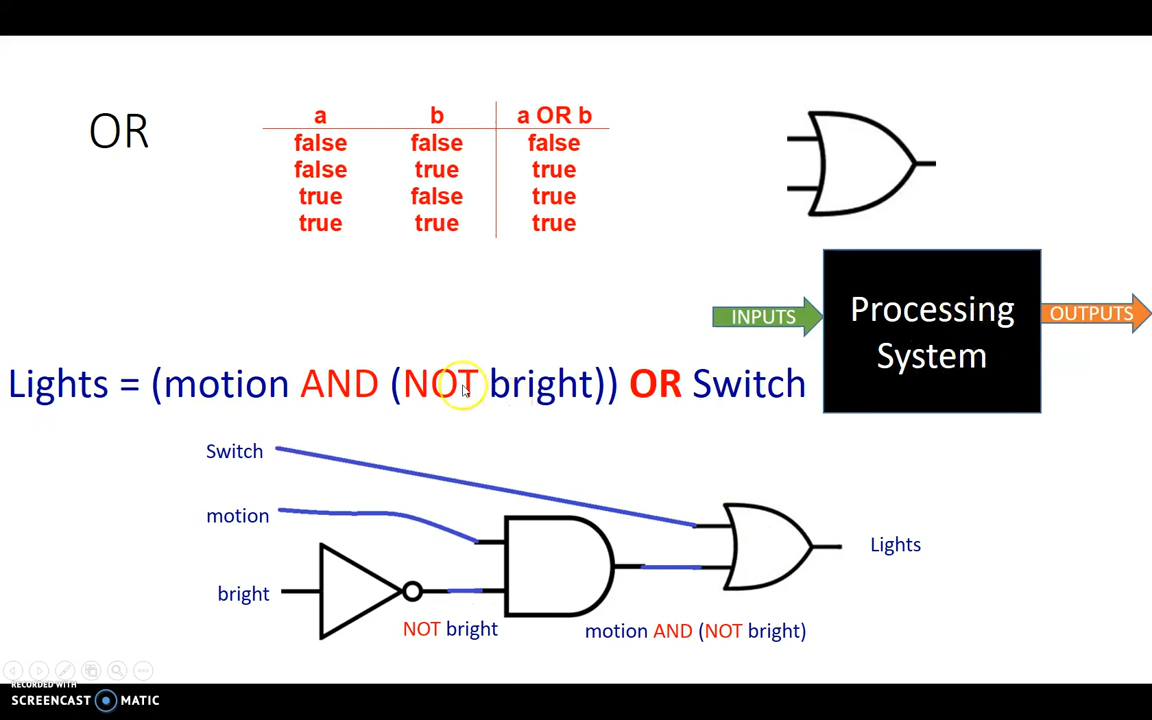 OR
a b a OR b
false false false
false true true
true false true
true true true
INPUTS
Processing
System
OUTPUTS
Lights = (motion AND (NOT bright)) OR Switch
Switch
motion
Lights
bright
NOT bright
motion AND (NOT bright)
RECORDED WITH
SCREENCAST MATIC